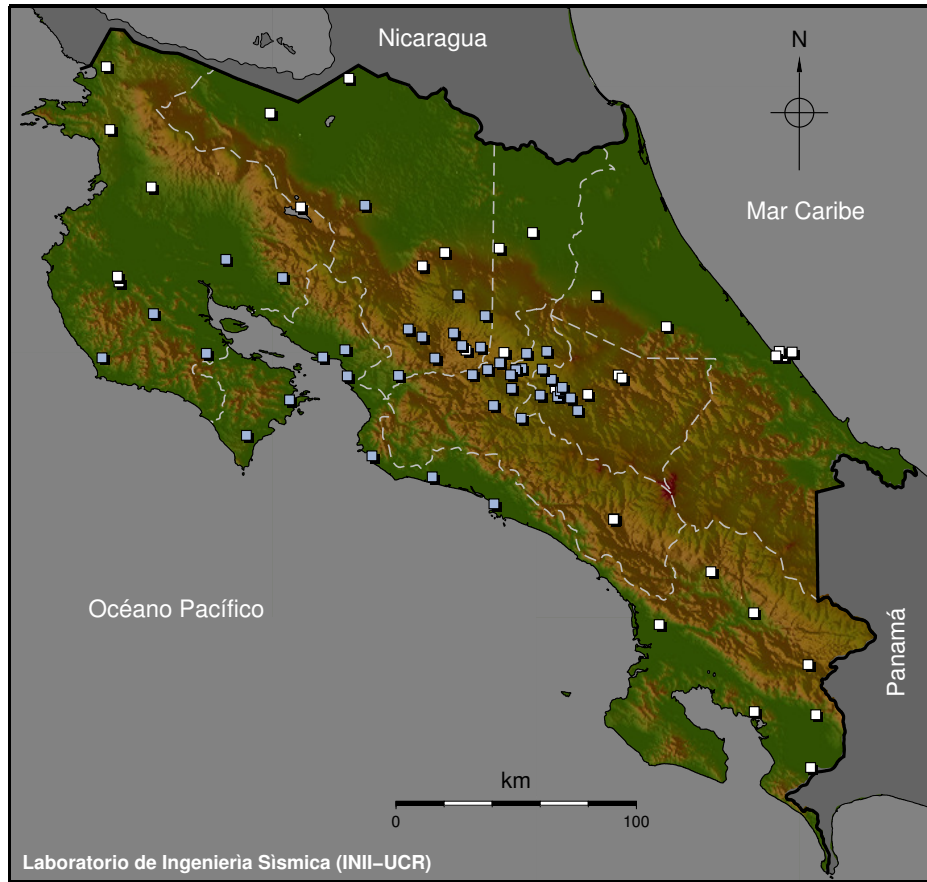 Nicaragua
N
Mar Caribe
Océano Pacífico
Panamá
km
0 100
Laboratorio de Ingenierìa Sìsmica (INII–UCR)